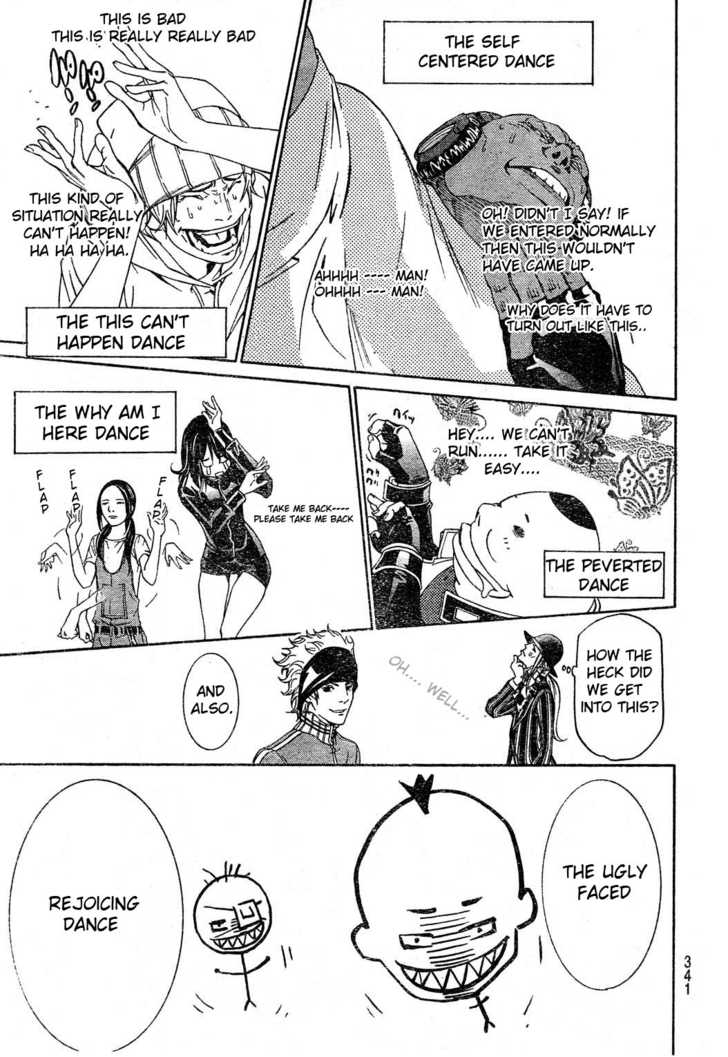 THE SELF
CENTERED DANCE
OH! DIDN'T I SAY! IF
WE ENTERED NORMALLY
THEN THIS WOULDN'T
HAVE CAME UP.
AHHHH ---- MAN!
OHHHH --- MAN!
WHY DOES IT HAVE TO
TURN OUT LIKE THIS..
THIS IS BAD
THIS IS REALLY REALLY BAD
THIS KIND OF
SITUATION REALLY
CAN'T HAPPEN!
HA HA HA HA.
THE THIS CAN'T
HAPPEN DANCE
HEY.... WE CAN'T
RUN...... TAKE IT
EASY....
THE PEVERTED
DANCE
THE WHY AM I
HERE DANCE
TAKE ME BACK----
PLEASE TAKE ME BACK
FLAP
FLAP
FLAP
HOW THE
HECK DID
WE GET
INTO THIS?
OH.... WELL...
AND
ALSO.
THE UGLY
FACED
REJOICING
DANCE
341